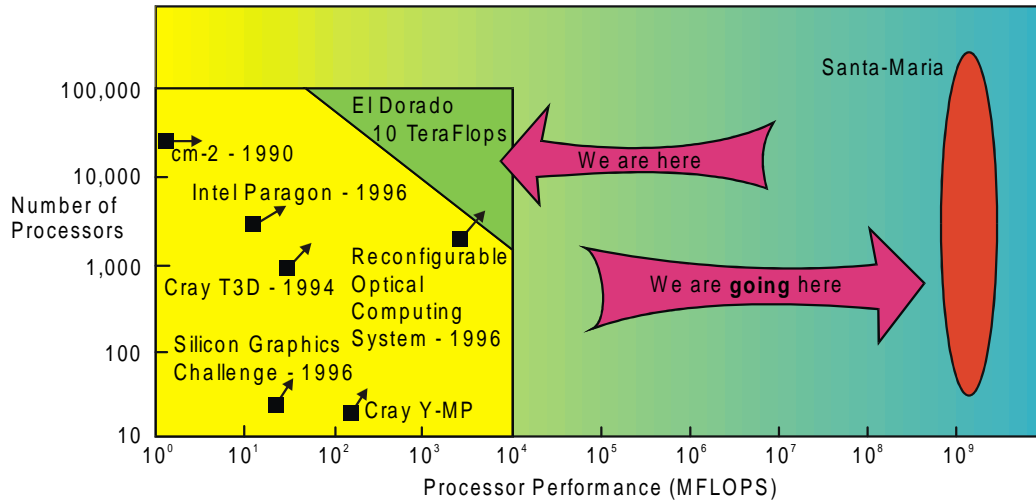 Santa-Maria
100,000
El Dorado
10 TeraFlops
cm-2 - 1990
We are here
10,000
Intel Paragon - 1996
Number of
Processors
Reconfigurable
Optical
Computing
System - 1996
1,000
Cray T3D - 1994
We are going here
100
Silicon Graphics
Challenge - 1996
Cray Y-MP
10
10⁰
10¹
10²
10³
10⁴
10⁵
10⁶
10⁷
10⁸
10⁹
Processor Performance (MFLOPS)